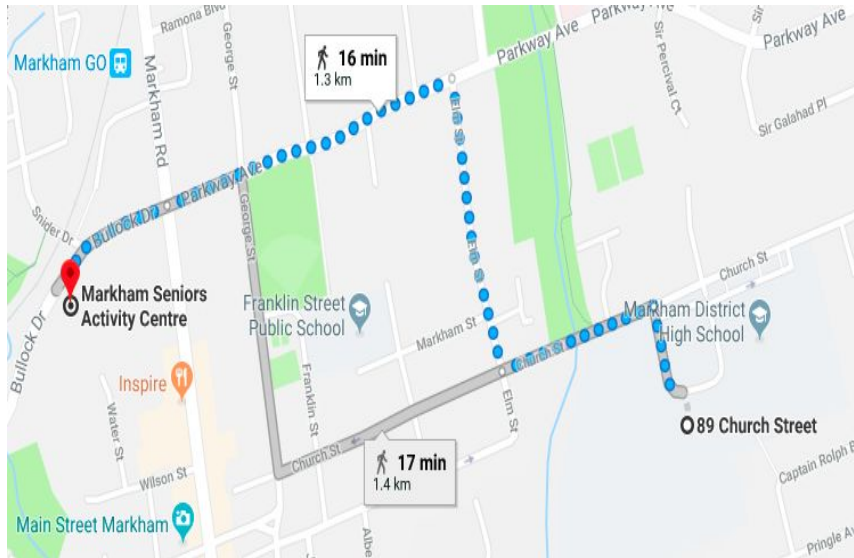 Ramona Blvd
George St
Markham GO
Markham Rd
16 min
1.3 km
Parkway Ave
Sir Percival Ct
Sir
Parkway Ave
Sir Galahad Pl
Elm St
Parkway Ave
Bullock Dr
Snider Dr
George St
Elm St
Church St
Markham Seniors
Activity Centre
Franklin Street
Public School
Markham District
High School
Markham St
Bullock Dr
Church St
Inspire
Franklin St
Elm St
89 Church Street
Water St
Church St
17 min
1.4 km
Wilson St
Captain Rolph B
Main Street Markham
Albe
Pringle Av